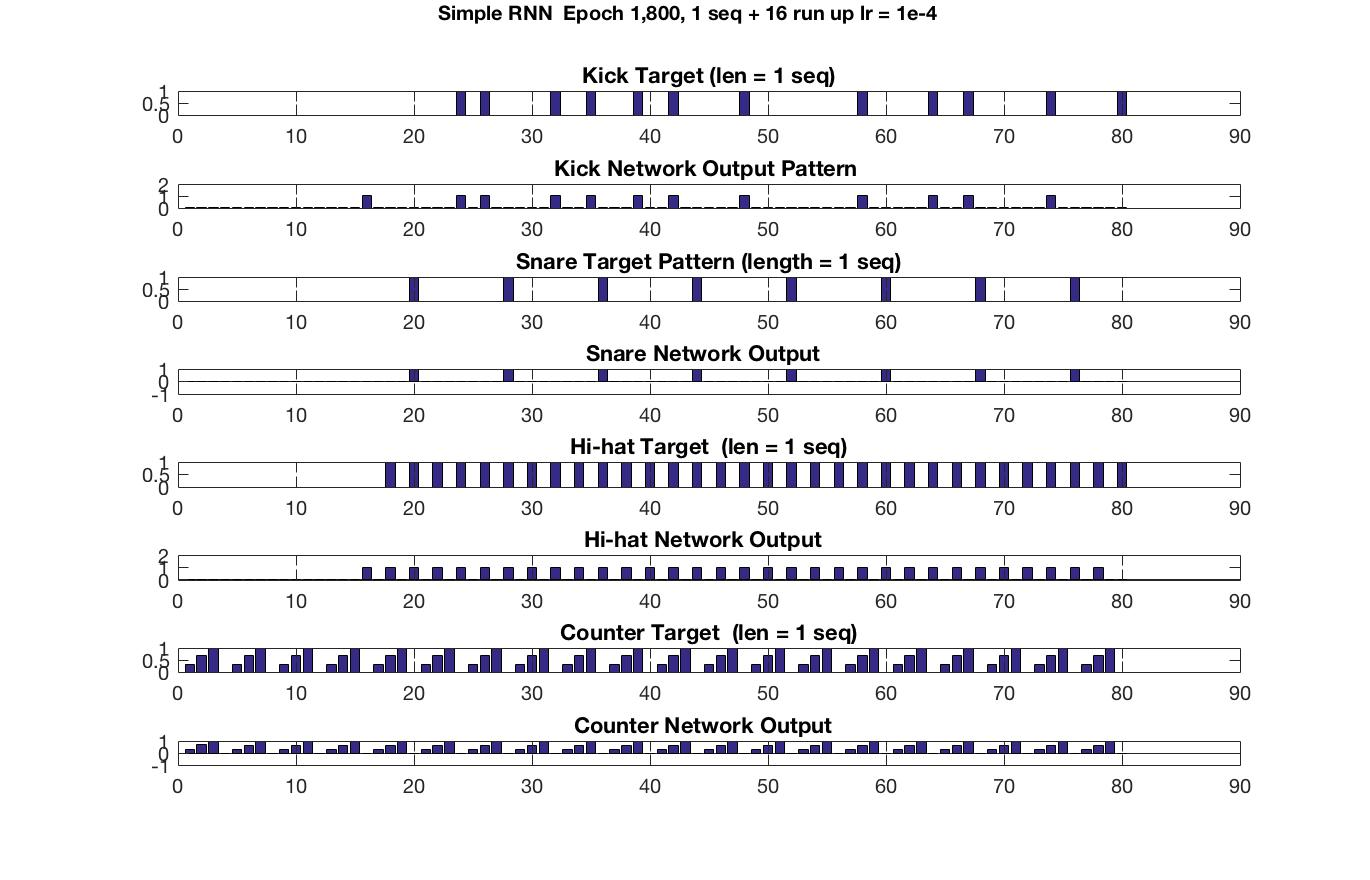 Simple RNN  Epoch 1,800, 1 seq + 16 run up lr = 1e-4
Kick Target (len = 1 seq)
1
0.5
0
0 10 20 30 40 50 60 70 80 90
Kick Network Output Pattern
2
1
0
0 10 20 30 40 50 60 70 80 90
Snare Target Pattern (length = 1 seq)
1
0.5
0
0 10 20 30 40 50 60 70 80 90
Snare Network Output
1
0
-1
0 10 20 30 40 50 60 70 80 90
Hi-hat Target  (len = 1 seq)
1
0.5
0
0 10 20 30 40 50 60 70 80 90
Hi-hat Network Output
2
1
0
0 10 20 30 40 50 60 70 80 90
Counter Target  (len = 1 seq)
1
0.5
0
0 10 20 30 40 50 60 70 80 90
Counter Network Output
1
0
-1
0 10 20 30 40 50 60 70 80 90